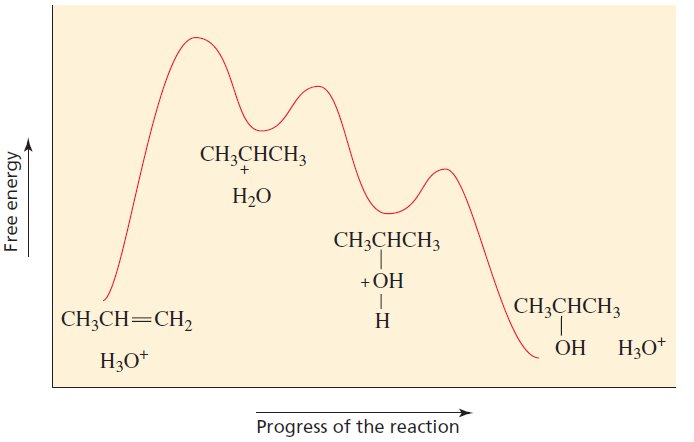 Free energy
CH₃CHCH₃
+
H₂O
CH₃CHCH₃
+OH
H
CH₃CH=CH₂
H₃O⁺
CH₃CHCH₃
OH H₃O⁺
Progress of the reaction